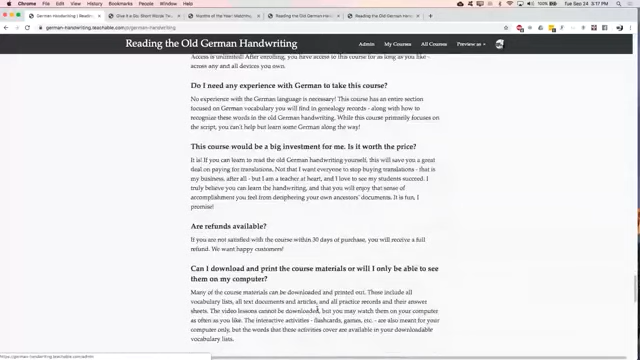 Chrome File Edit View History Bookmarks People Window Help
100% Tue Sep 24 5:17 PM
German Handwriting | Readi
Give it a Go: Short Words Tw
Months of the Year | Matchin
Reading the Old German Hand
Reading the Old German Hand
german-handwriting.teachable.com/p/german-handwriting
Reading the Old German Handwriting
Admin My Courses All Courses Preview as
Access is unlimited! After enrolling, you have access to this course for as long as you like -
across any and all devices you own.
Do I need any experience with German to take this course?
No experience with the German language is necessary! This course has an entire section
focused on German vocabulary you will find in genealogy records - along with how to
recognize these words in the old German handwriting. While this course primarily focuses on
the script, you can't help but learn some German along the way!
This course would be a big investment for me. Is it worth the price?
It is! If you can learn to read the old German handwriting yourself, this will save you a great
deal on paying for translations. Not that I want everyone to stop buying translations - that is
my business, after all - but I am a teacher at heart, and I love to see my students succeed. I
truly believe you can learn the handwriting, and that you will enjoy that sense of
accomplishment you feel from deciphering your own ancestors' documents. It is fun, I
promise!
Are refunds available?
If you are not satisfied with the course within 30 days of purchase, you will receive a full
refund. We want happy customers!
Can I download and print the course materials or will I only be able to see
them on my computer?
Many of the course materials can be downloaded and printed out. These include all
vocabulary lists, all text documents and articles, and all practice records and their answer
sheets. The video lessons cannot be downloaded, but you may watch them on your computer
as often as you like. The interactive activities - flashcards, games, etc. - are also meant for your
computer only, but the words that these activities cover are available in your downloadable
vocabulary lists.
https://german-handwriting.teachable.com/admin